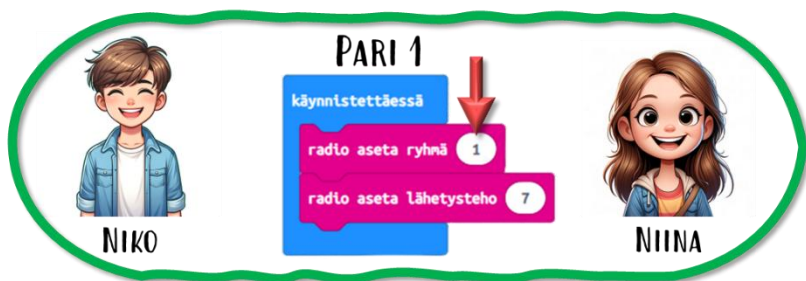 PARI 1
käynnistettäessä
radio aseta ryhmä 1
radio aseta lähetysteho 7
NIKO
NIINA